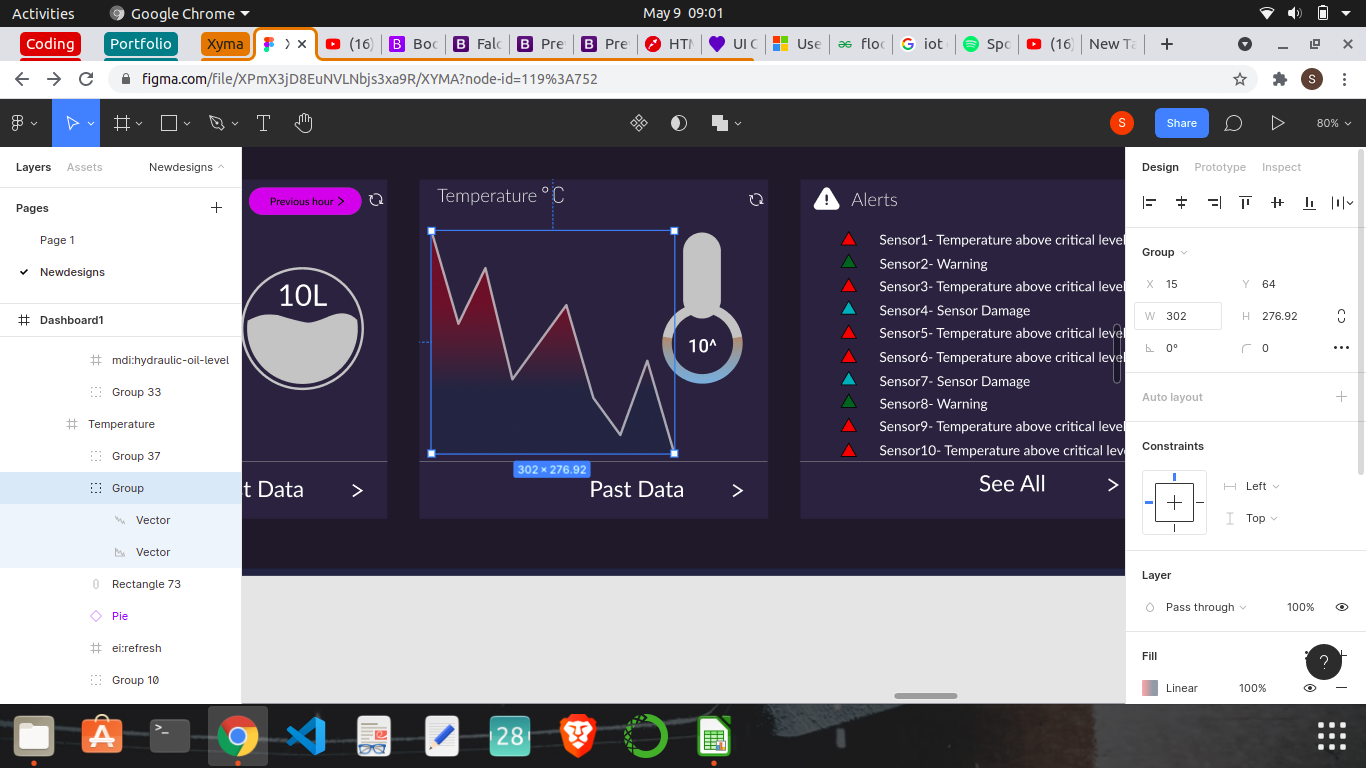 Activities
Google Chrome
May 9 09:01
Coding
Portfolio
Xyma
(16)
Boo
Falc
Pre
Pre
HTM
UI C
Use
floo
iot
Spo
(16)
New Ta
figma.com/file/XPmX3jD8EuNVLNbjs3xa9R/XYMA?node-id=119%3A752
S
T
S
Share
80%
Layers
Assets
Newdesigns
Pages
Page 1
Newdesigns
Dashboard1
mdi:hydraulic-oil-level
Group 33
Temperature
Group 37
Group
Vector
Vector
Rectangle 73
Pie
ei:refresh
Group 10
Previous hour
10L
t Data
Temperature °C
10^
302 × 276.92
Past Data
Alerts
Sensor1- Temperature above critical level
Sensor2- Warning
Sensor3- Temperature above critical level
Sensor4- Sensor Damage
Sensor5- Temperature above critical level
Sensor6- Temperature above critical level
Sensor7- Sensor Damage
Sensor8- Warning
Sensor9- Temperature above critical level
Sensor10- Temperature above critical leve
See All
Design
Prototype
Inspect
Group
X 15
Y 64
W 302
H 276.92
0°
0
Auto layout
Constraints
Left
Top
Layer
Pass through
100%
Fill
Linear
100%
?
28